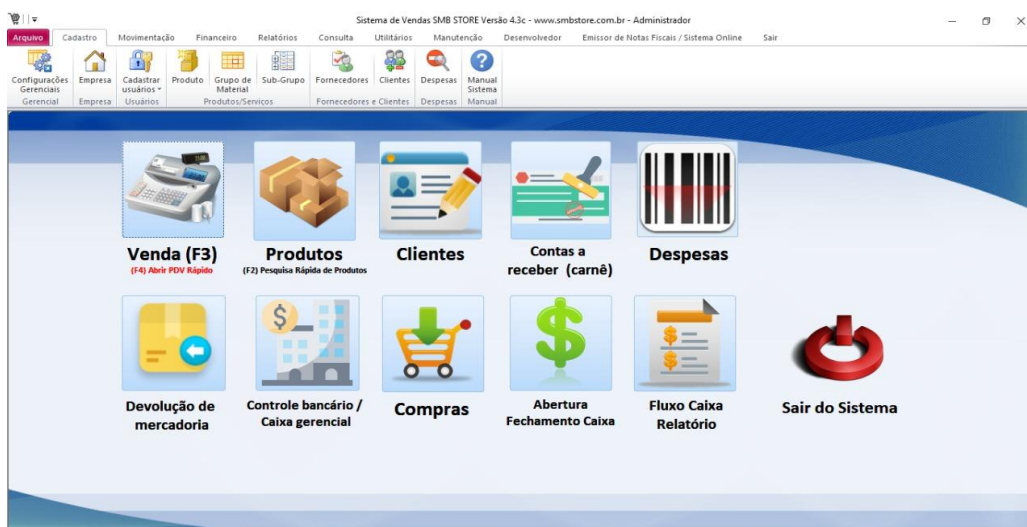 Sistema de Vendas SMB STORE Versão 4.3c - www.smbstore.com.br - Administrador
Arquivo Cadastro Movimentação Financeiro Relatórios Consulta Utilitários Manutenção Desenvolvedor Emissor de Notas Fiscais / Sistema Online Sair
Configurações Empresa Cadastrar Produto Grupo de Sub-Grupo Fornecedores Clientes Despesas Manual
Gerenciais usuários Material Sistema
Gerencial Empresa Usuários Produtos/Serviços Fornecedores e Clientes Despesas Manual
Venda (F3) Produtos Clientes Contas a Despesas
(F4) Abrir PDV Rápido (F2) Pesquisa Rápida de Produtos receber (carnê)
Devolução de Controle bancário / Compras Abertura Fluxo Caixa Sair do Sistema
mercadoria Caixa gerencial Fechamento Caixa Relatório